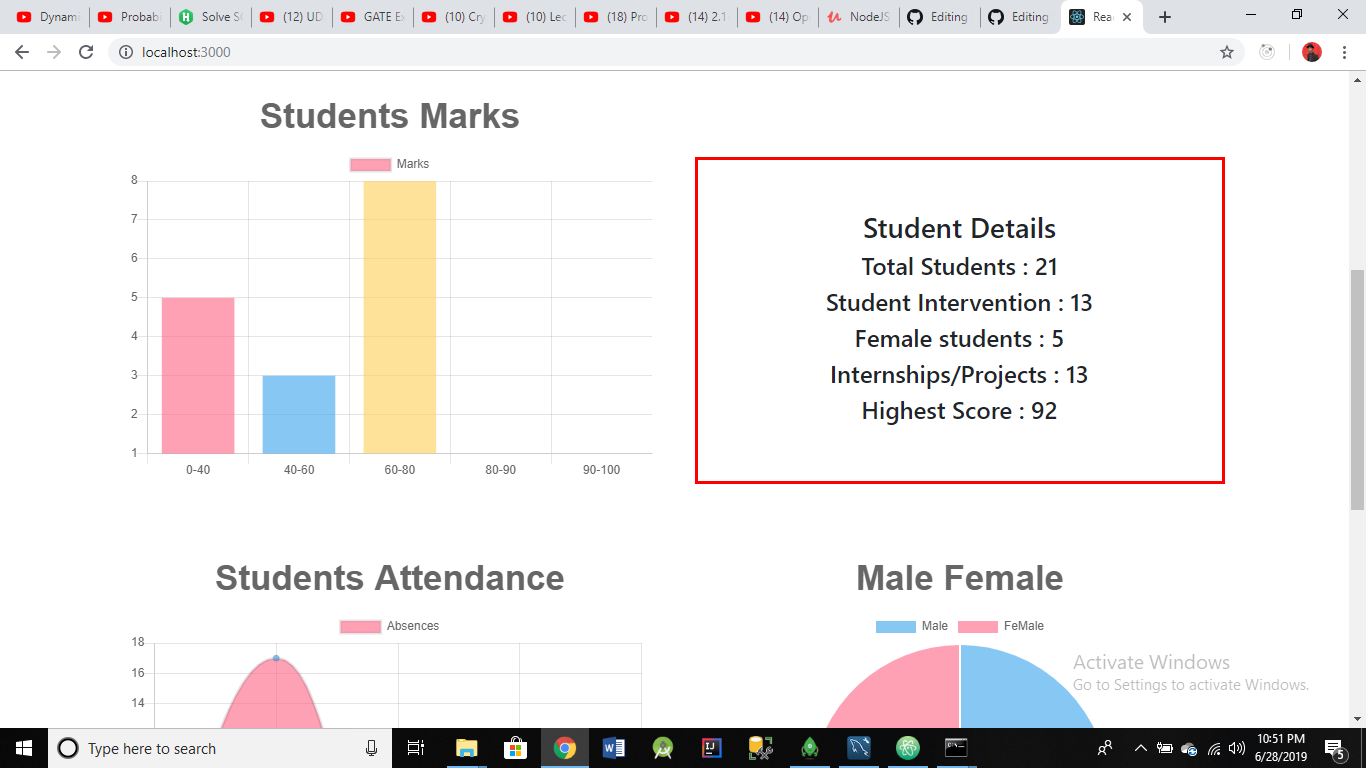 Dynami
Probabi
Solve S
(12) UD
GATE Ex
(10) Cry
(10) Lec
(18) Pro
(14) 2.1
(14) Op
NodeJS
Editing
Editing
Rea
localhost:3000
Students Marks
Marks
8
7
6
5
4
3
2
1
0-40
40-60
60-80
80-90
90-100
Student Details
Total Students : 21
Student Intervention : 13
Female students : 5
Internships/Projects : 13
Highest Score : 92
Students Attendance
Absences
18
16
14
Male Female
Male
FeMale
Activate Windows
Go to Settings to activate Windows.
Type here to search
10:51 PM
6/28/2019
5